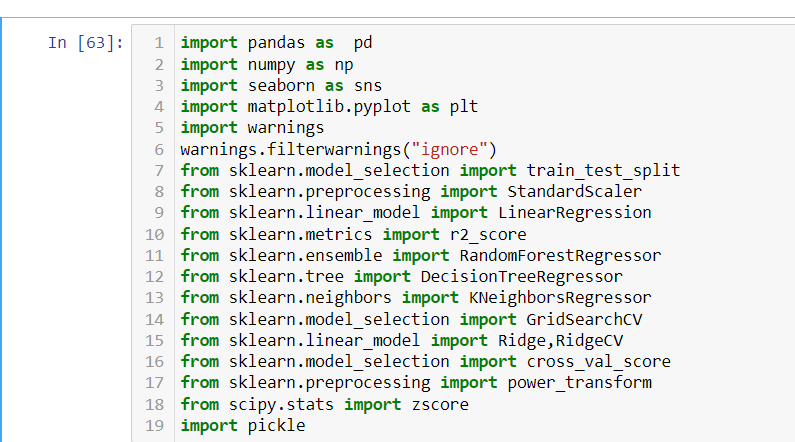 In [63]:
1 import pandas as  pd
2 import numpy as np
3 import seaborn as sns
4 import matplotlib.pyplot as plt
5 import warnings
6 warnings.filterwarnings("ignore")
7 from sklearn.model_selection import train_test_split
8 from sklearn.preprocessing import StandardScaler
9 from sklearn.linear_model import LinearRegression
10 from sklearn.metrics import r2_score
11 from sklearn.ensemble import RandomForestRegressor
12 from sklearn.tree import DecisionTreeRegressor
13 from sklearn.neighbors import KNeighborsRegressor
14 from sklearn.model_selection import GridSearchCV
15 from sklearn.linear_model import Ridge,RidgeCV
16 from sklearn.model_selection import cross_val_score
17 from sklearn.preprocessing import power_transform
18 from scipy.stats import zscore
19 import pickle